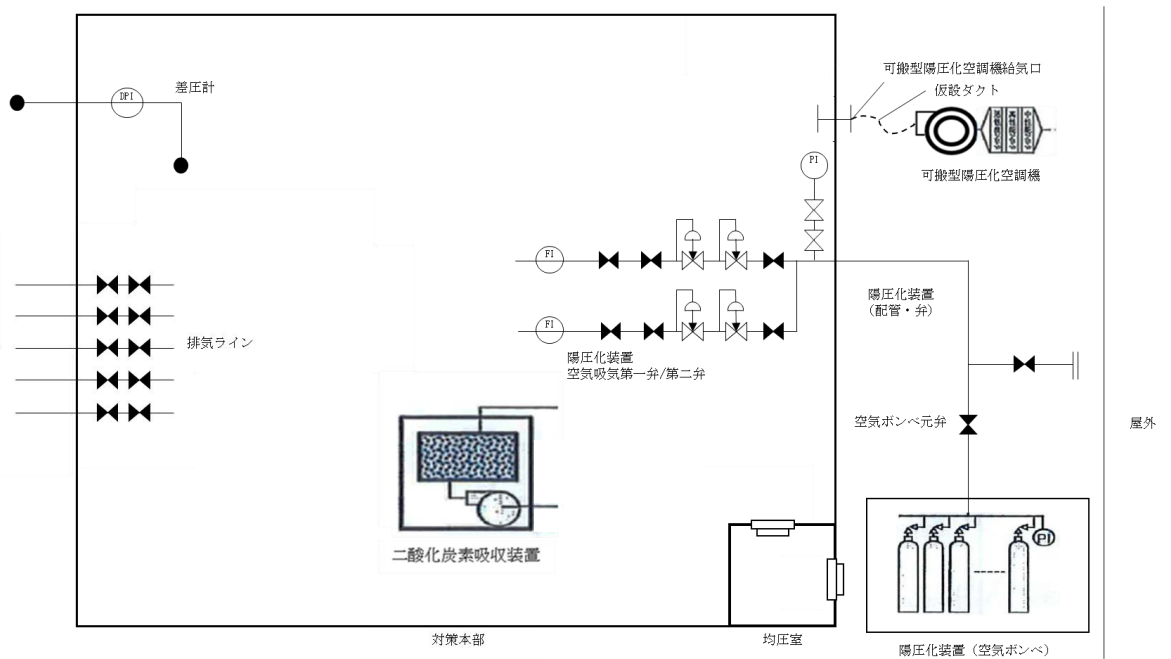 可搬型陽圧化空調機給気口
仮設ダクト
差圧計
DPI
PI
可搬型陽圧化空調機
FI
陽圧化装置
(配管・弁)
FI
排気ライン
陽圧化装置
空気吸気第一弁/第二弁
空気ボンベ元弁
屋外
PI
二酸化炭素吸収装置
対策本部
均圧室
陽圧化装置(空気ボンベ)